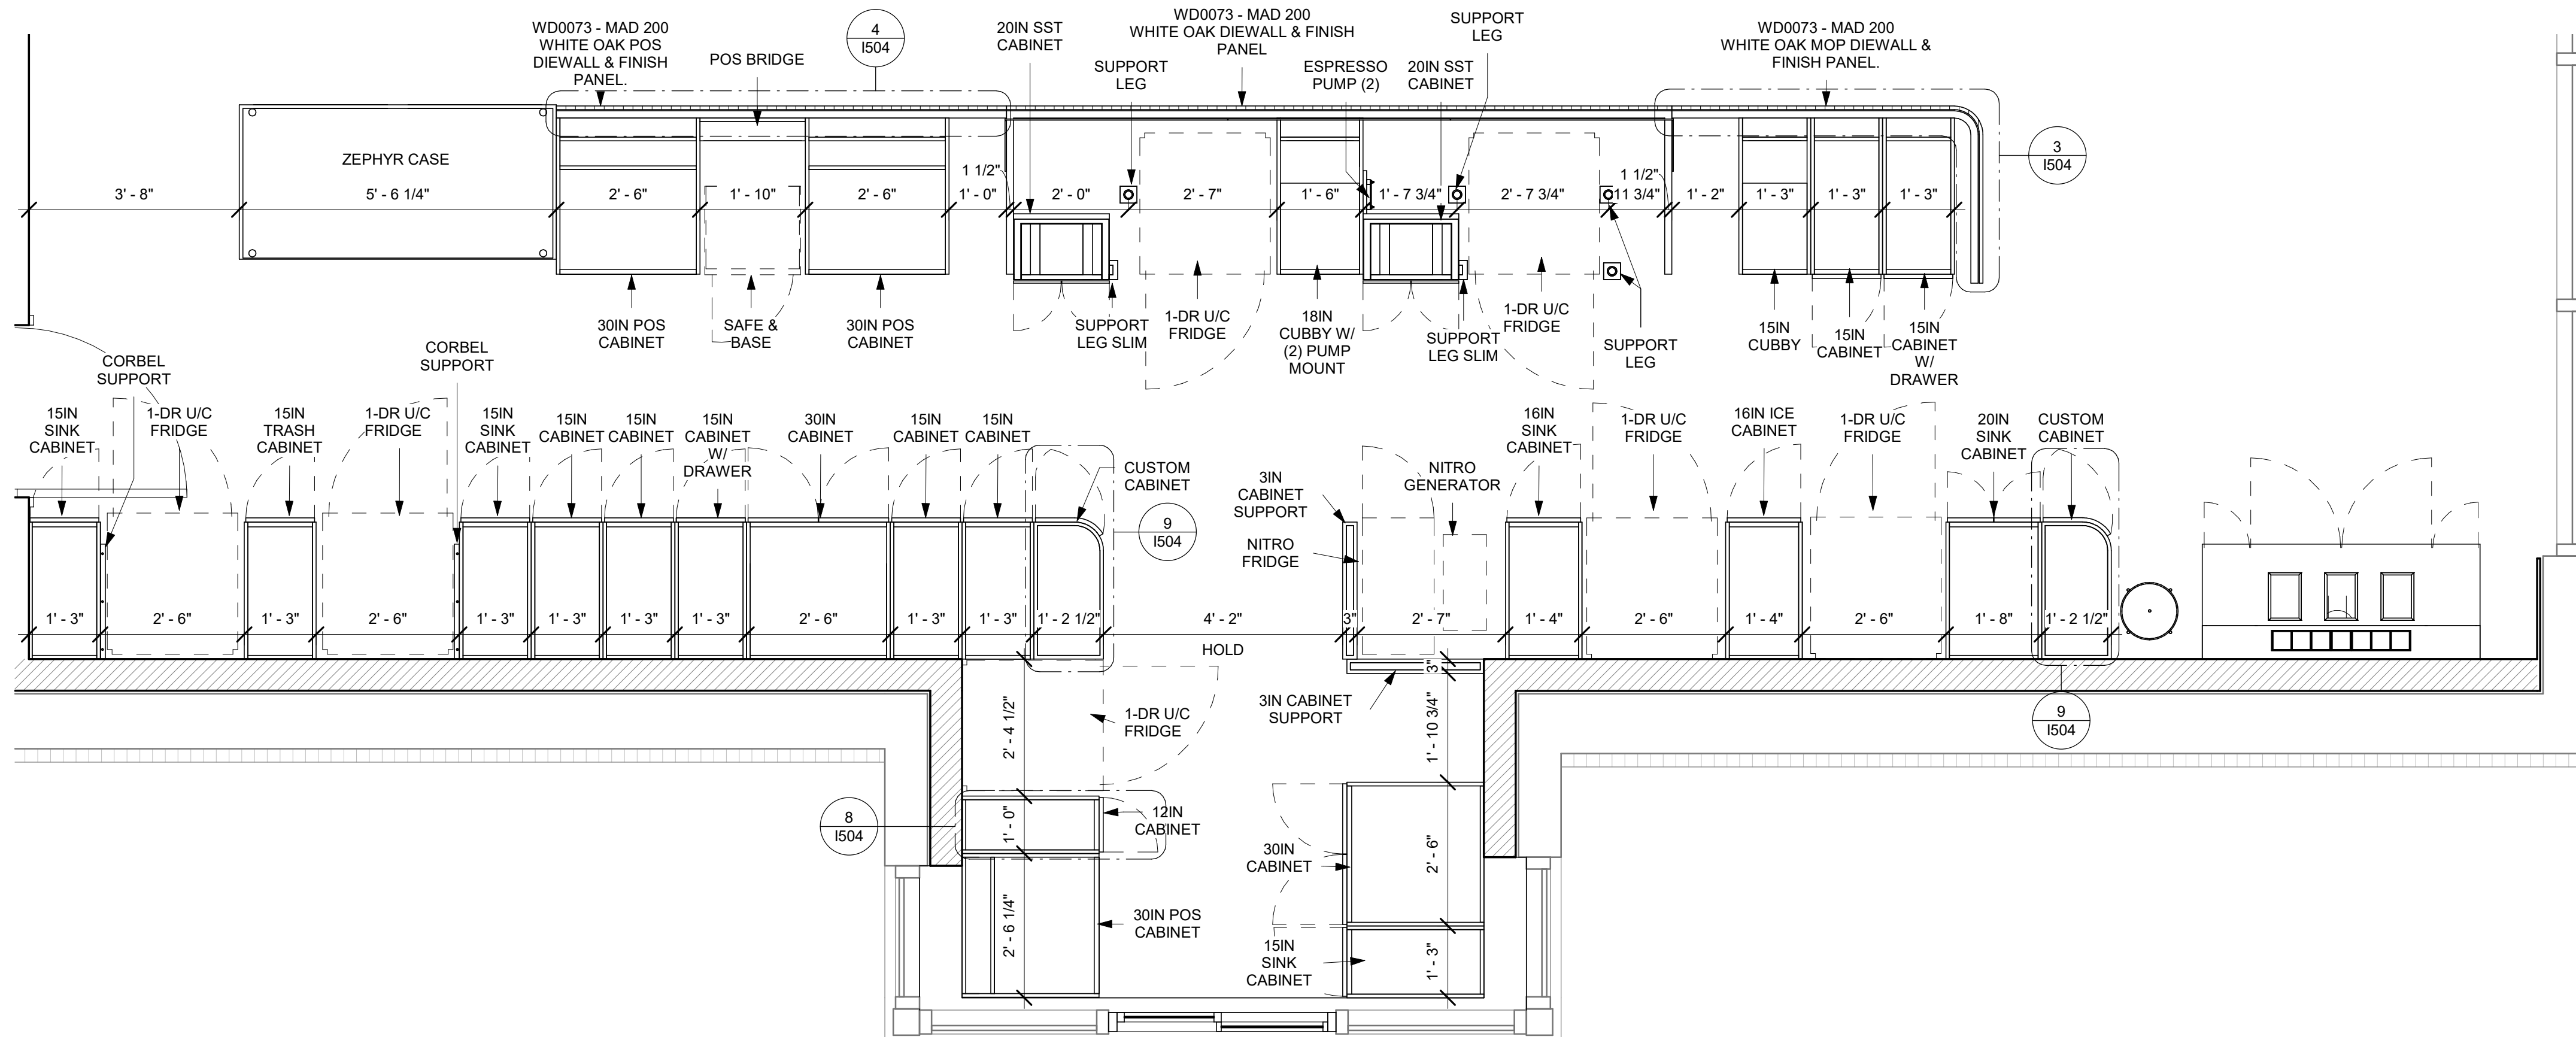 WD0073 - MAD 200
WHITE OAK POS
DIEWALL & FINISH
PANEL.
POS BRIDGE
4
I504
20IN SST
CABINET
SUPPORT
LEG
WD0073 - MAD 200
WHITE OAK DIEWALL & FINISH
PANEL
ESPRESSO
PUMP (2)
20IN SST
CABINET
SUPPORT
LEG
WD0073 - MAD 200
WHITE OAK MOP DIEWALL &
FINISH PANEL.
3
I504
ZEPHYR CASE
3' - 8"
5' - 6 1/4"
2' - 6"
1' - 10"
2' - 6"
1' - 0"
1 1/2"
2' - 0"
2' - 7"
1' - 6"
1' - 7 3/4"
2' - 7 3/4"
11 3/4"
1 1/2"
1' - 2"
1' - 3"
1' - 3"
1' - 3"
30IN POS
CABINET
SAFE &
BASE
30IN POS
CABINET
SUPPORT
LEG SLIM
1-DR U/C
FRIDGE
18IN
CUBBY W/
(2) PUMP
MOUNT
SUPPORT
LEG SLIM
1-DR U/C
FRIDGE
SUPPORT
LEG
15IN
CUBBY
15IN
CABINET
15IN
CABINET
W/
DRAWER
CORBEL
SUPPORT
CORBEL
SUPPORT
15IN
SINK
CABINET
1-DR U/C
FRIDGE
15IN
TRASH
CABINET
1-DR U/C
FRIDGE
15IN
SINK
CABINET
15IN
CABINET
15IN
CABINET
15IN
CABINET
W/
DRAWER
30IN
CABINET
15IN
CABINET
15IN
CABINET
CUSTOM
CABINET
9
I504
3IN
CABINET
SUPPORT
NITRO
FRIDGE
NITRO
GENERATOR
16IN
SINK
CABINET
1-DR U/C
FRIDGE
16IN ICE
CABINET
1-DR U/C
FRIDGE
20IN
SINK
CABINET
CUSTOM
CABINET
1' - 3"
2' - 6"
1' - 3"
2' - 6"
1' - 3"
1' - 3"
1' - 3"
1' - 3"
2' - 6"
1' - 3"
1' - 3"
1' - 2 1/2"
4' - 2"
HOLD
3"
2' - 7"
1' - 4"
2' - 6"
1' - 4"
2' - 6"
1' - 8"
1' - 2 1/2"
3"
2' - 4 1/2"
1-DR U/C
FRIDGE
3IN CABINET
SUPPORT
1' - 10 3/4"
9
I504
8
I504
1' - 0"
12IN
CABINET
30IN
CABINET
2' - 6"
2' - 6 1/4"
30IN POS
CABINET
15IN
SINK
CABINET
1' - 3"